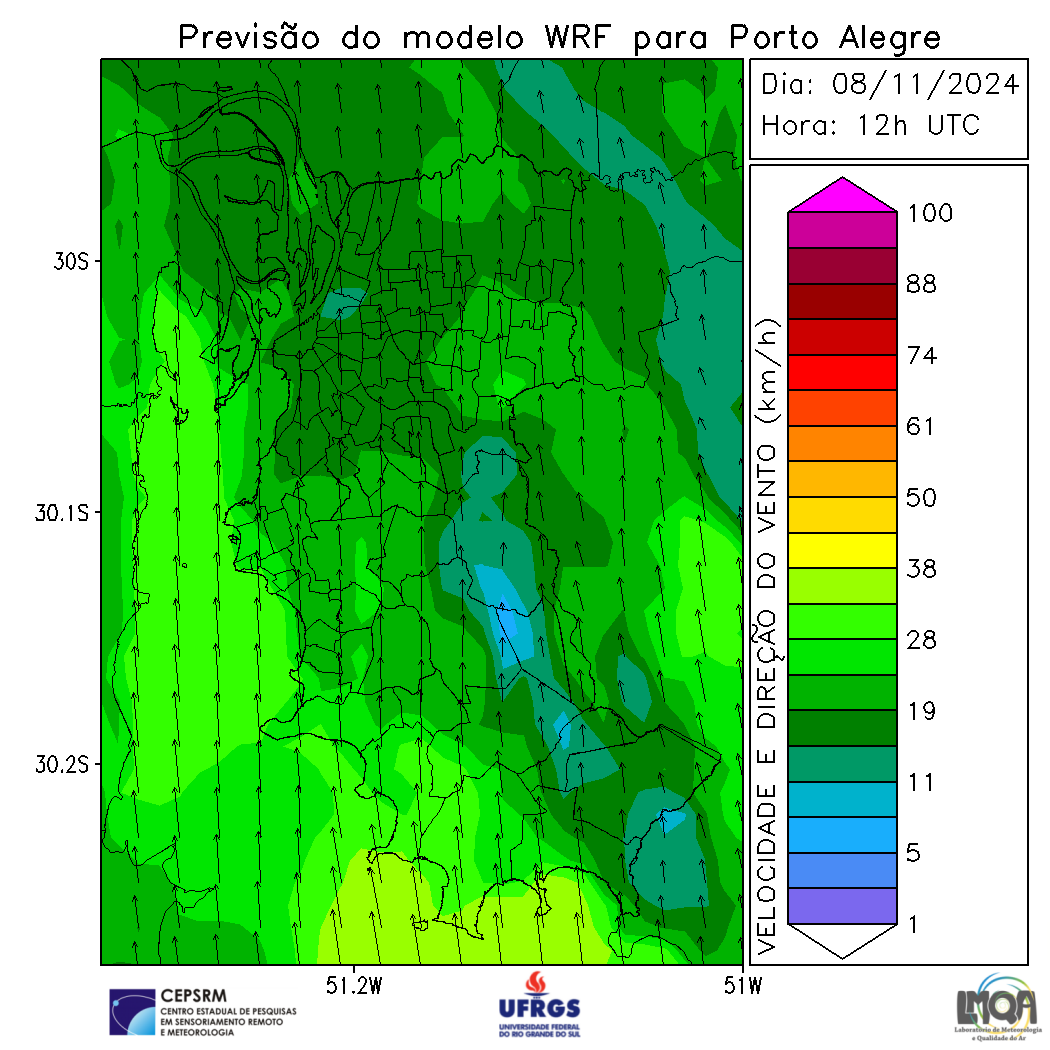 Previsão do modelo WRF para Porto Alegre
Dia: 08/11/2024
Hora: 12h UTC
30S
30.1S
30.2S
51.2W
51W
VELOCIDADE E DIREÇÃO DO VENTO (km/h)
100
88
74
61
50
38
28
19
11
5
1
CEPSRM
CENTRO ESTADUAL DE PESQUISAS
EM SENSORIAMENTO REMOTO
E METEOROLOGIA
UFRGS
UNIVERSIDADE FEDERAL
DO RIO GRANDE DO SUL
LMQA
Laboratório de Meteorologia
e Qualidade do Ar